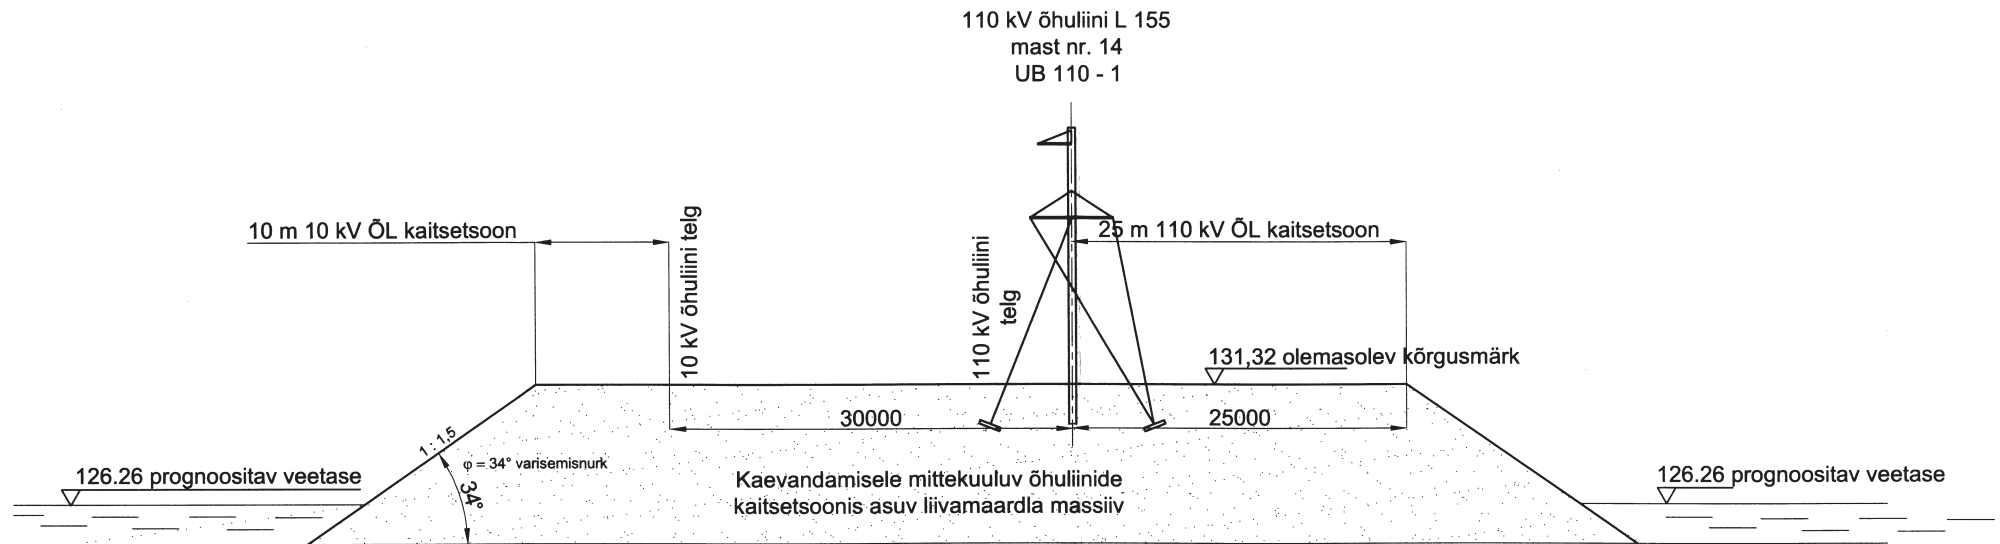 110 kV õhuliini L 155
mast nr. 14
UB 110 - 1
10 m 10 kV ÕL kaitsetsoon
10 kV õhuliini telg
110 kV õhuliini
telg
25 m 110 kV ÕL kaitsetsoon
131,32 olemasolev kõrgusmärk
30000
25000
1 : 1,5
φ = 34° varisemisnurk
34°
126.26 prognoositav veetase
Kaevandamisele mittekuuluv õhuliinide
kaitsetsoonis asuv liivamaardla massiiv
126.26 prognoositav veetase